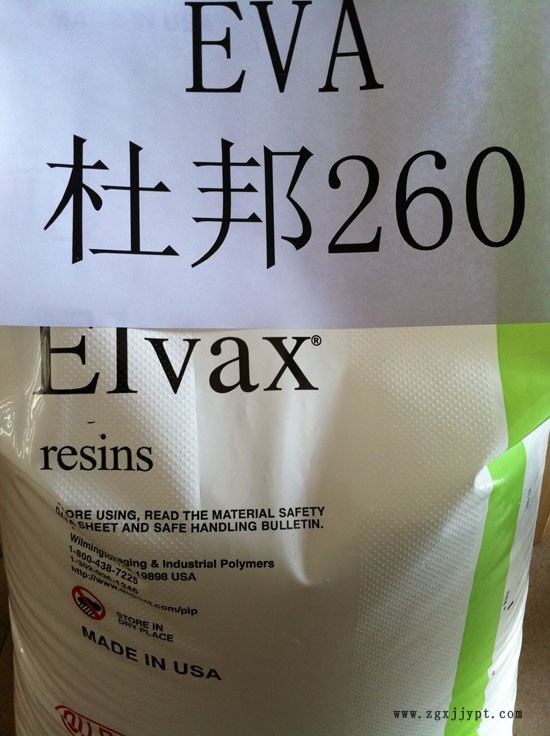 EVA
杜邦260
Elvax®
resins
ORE USING, READ THE MATERIAL SAFETY
SHEET AND SAFE HANDLING BULLETIN.
& Industrial Polymers
1-800-438-7225
19898 USA
STORE IN
DRY PLACE
MADE IN USA
www.zgxjjypt.com